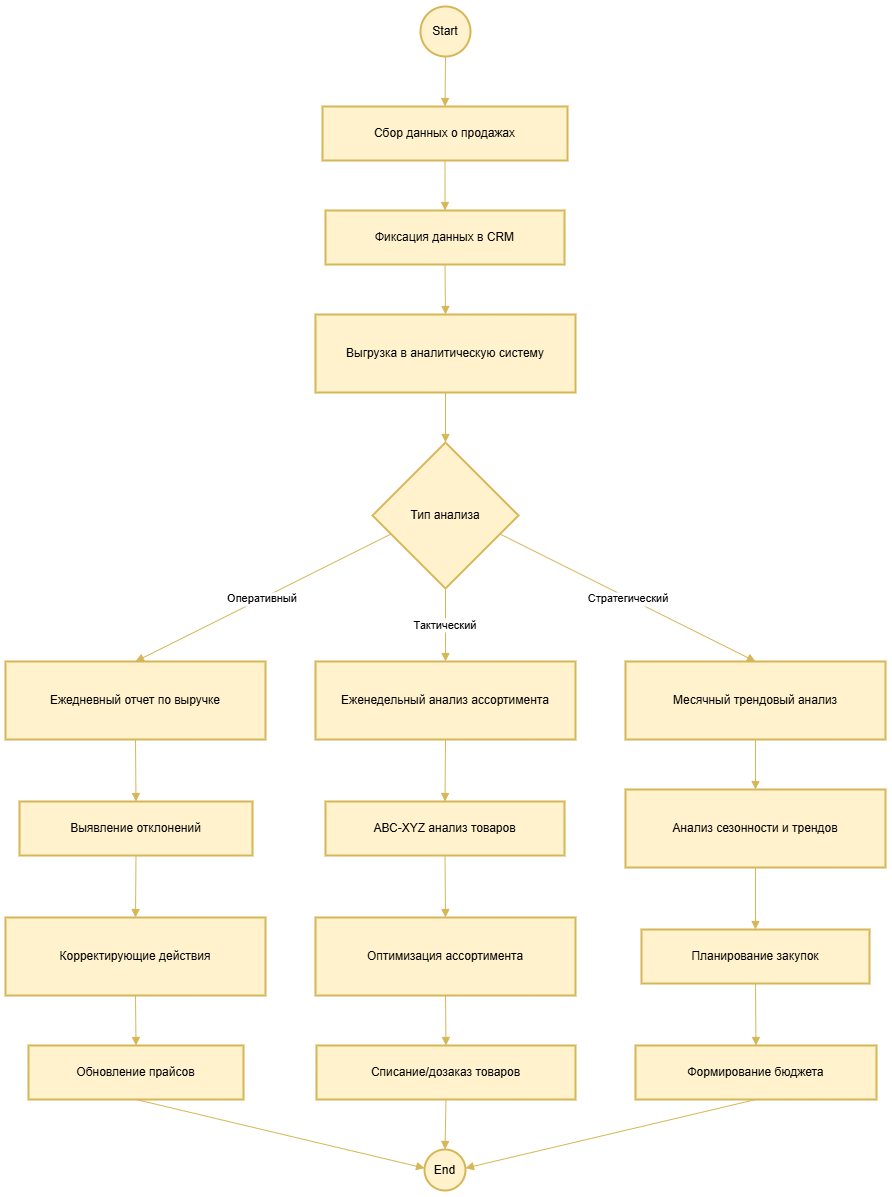 Start
Сбор данных о продажах
Фиксация данных в CRM
Выгрузка в аналитическую систему
Тип анализа
Оперативный
Тактический
Стратегический
Ежедневный отчет по выручке
Еженедельный анализ ассортимента
Месячный трендовый анализ
Выявление отклонений
ABC-XYZ анализ товаров
Анализ сезонности и трендов
Корректирующие действия
Оптимизация ассортимента
Планирование закупок
Обновление прайсов
Списание/дозаказ товаров
Формирование бюджета
End